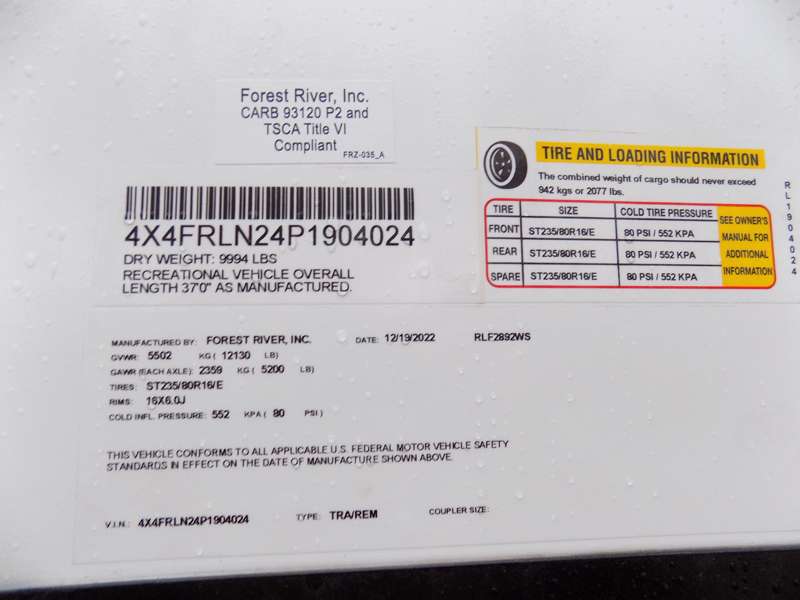 Forest River, Inc.
CARB 93120 P2 and
TSCA Title VI
Compliant
FRZ-035_A
4X4FRLN24P1904024
DRY WEIGHT: 9994 LBS
RECREATIONAL VEHICLE OVERALL
LENGTH 37'0" AS MANUFACTURED.
TIRE AND LOADING INFORMATION
The combined weight of cargo should never exceed
942 kgs or 2077 lbs.
TIRE SIZE COLD TIRE PRESSURE
FRONT ST235/80R16/E 80 PSI / 552 KPA
REAR ST235/80R16/E 80 PSI / 552 KPA
SPARE ST235/80R16/E 80 PSI / 552 KPA
SEE OWNER'S
MANUAL FOR
ADDITIONAL
INFORMATION
RL1904024
MANUFACTURED BY: FOREST RIVER, INC. DATE: 12/19/2022 RLF2892WS
GVWR: 5502 KG ( 12130 LB)
GAWR (EACH AXLE): 2359 KG ( 5200 LB)
TIRES: ST235/80R16/E
RIMS: 16X6.0J
COLD INFL. PRESSURE: 552 KPA ( 80 PSI)
THIS VEHICLE CONFORMS TO ALL APPLICABLE U.S. FEDERAL MOTOR VEHICLE SAFETY
STANDARDS IN EFFECT ON THE DATE OF MANUFACTURE SHOWN ABOVE.
V.I.N.: 4X4FRLN24P1904024 TYPE: TRA/REM COUPLER SIZE: